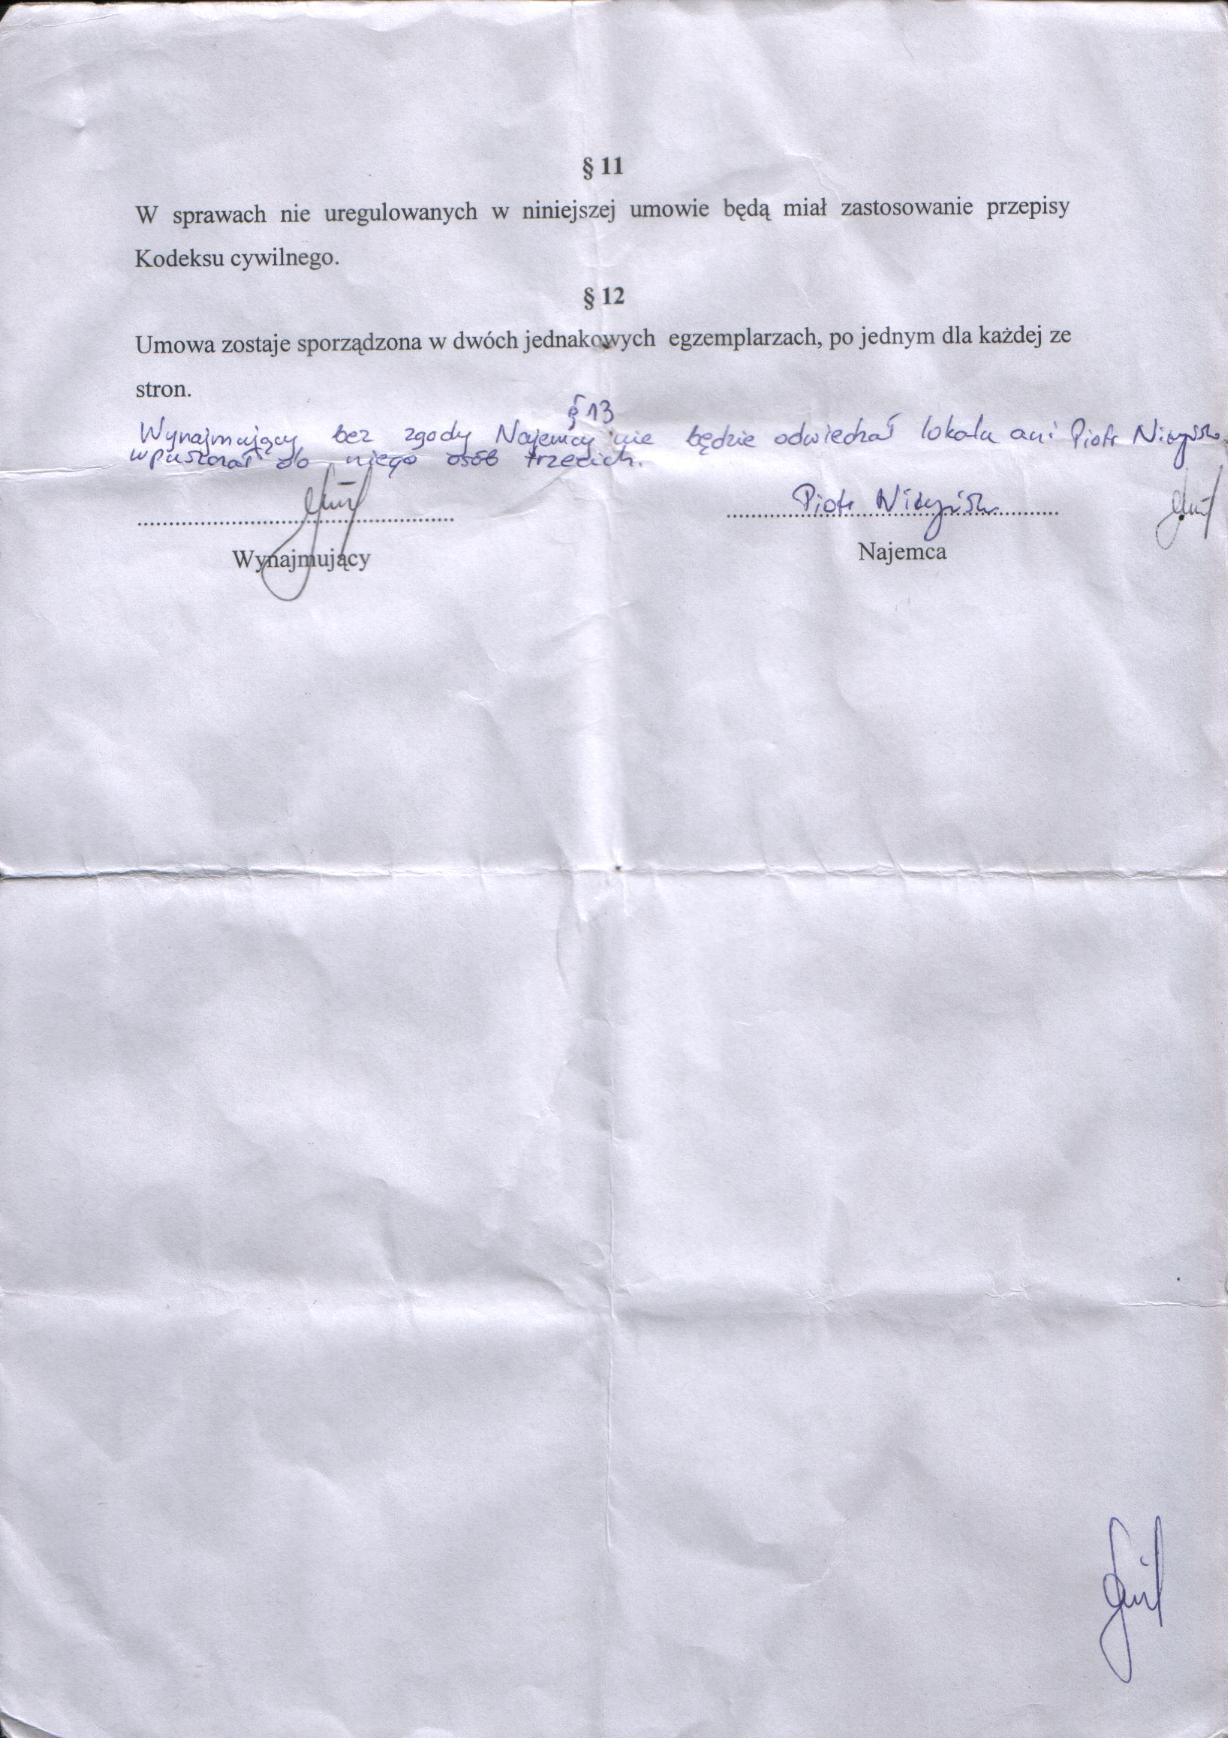 § 11
W sprawach nie uregulowanych w niniejszej umowie będą miał zastosowanie przepisy
Kodeksu cywilnego.
§ 12
Umowa zostaje sporządzona w dwóch jednakowych egzemplarzach, po jednym dla każdej ze
stron.
§ 13
Wynajmujący bez zgody Najemcy nie będzie odwiedzał lokalu ani Piotr
wpuszczał do niego osób trzecich.
Piotr
Wynajmujący
Najemca